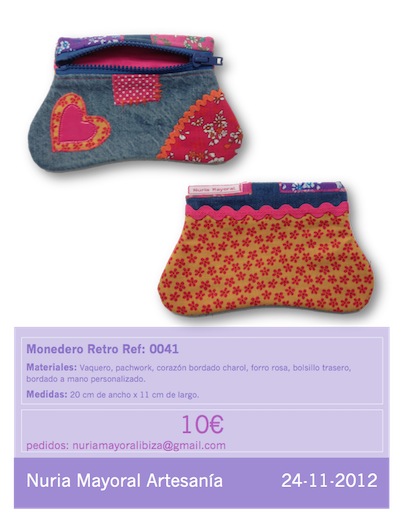 Nuria Mayoral
Monedero Retro Ref: 0041
Materiales: Vaquero, pachwork, corazón bordado charol, forro rosa, bolsillo trasero,
bordado a mano personalizado.
Medidas: 20 cm de ancho x 11 cm de largo.
10€
pedidos: nuriamayoralibiza@gmail.com
Nuria Mayoral Artesanía 24-11-2012